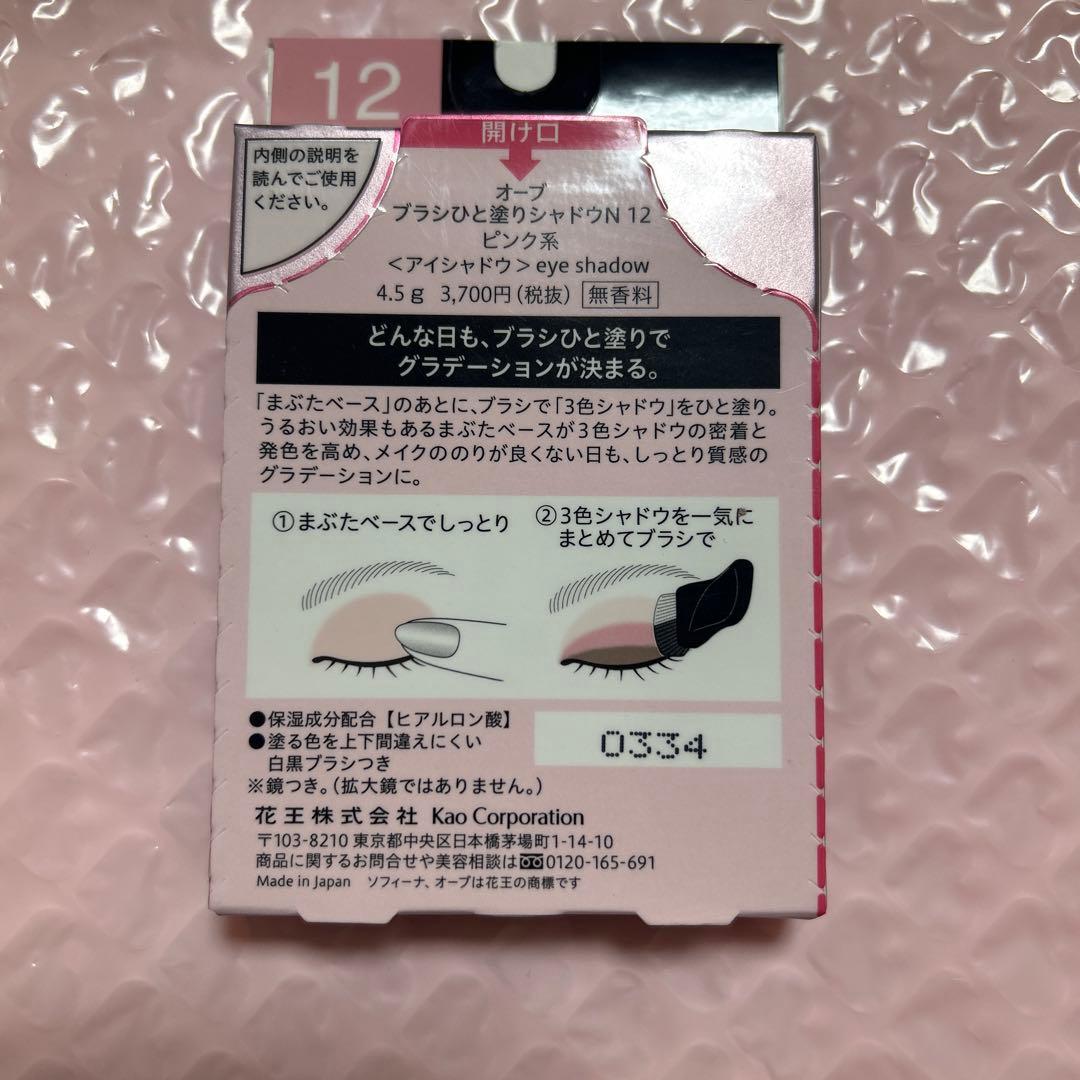 12
開け口
内側の説明を
読んでご使用
ください。
オーブ
ブラシひと塗りシャドウN 12
ピンク系
<アイシャドウ> eye shadow
4.5g 3,700円(税抜) 無香料
どんな日も、ブラシひと塗りで
グラデーションが決まる。
「まぶたベース」のあとに、ブラシで「3色シャドウ」をひと塗り。
うるおい効果もあるまぶたベースが3色シャドウの密着と
発色を高め、メイクののりが良くない日も、しっとり質感の
グラデーションに。
①まぶたベースでしっとり
②3色シャドウを一気に
まとめてブラシで
●保湿成分配合【ヒアルロン酸】
●塗る色を上下間違えにくい
白黒ブラシつき
※鏡つき。(拡大鏡ではありません。)
0334
花王株式会社 Kao Corporation
〒103-8210 東京都中央区日本橋茅場町1-14-10
商品に関するお問合せや美容相談は0120-165-691
Made in Japan ソフィーナ、オーブは花王の商標です